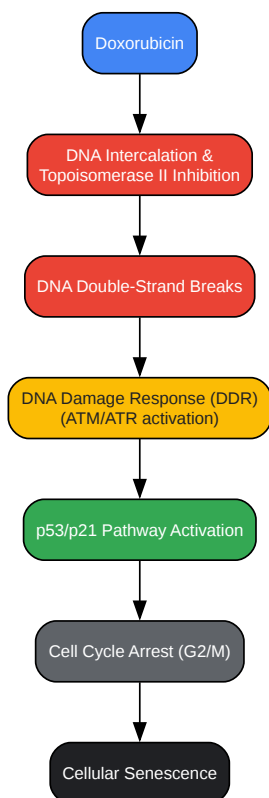 Doxorubicin
DNA Intercalation &
Topoisomerase II Inhibition
DNA Double-Strand Breaks
DNA Damage Response (DDR)
(ATM/ATR activation)
p53/p21 Pathway Activation
Cell Cycle Arrest (G2/M)
Cellular Senescence